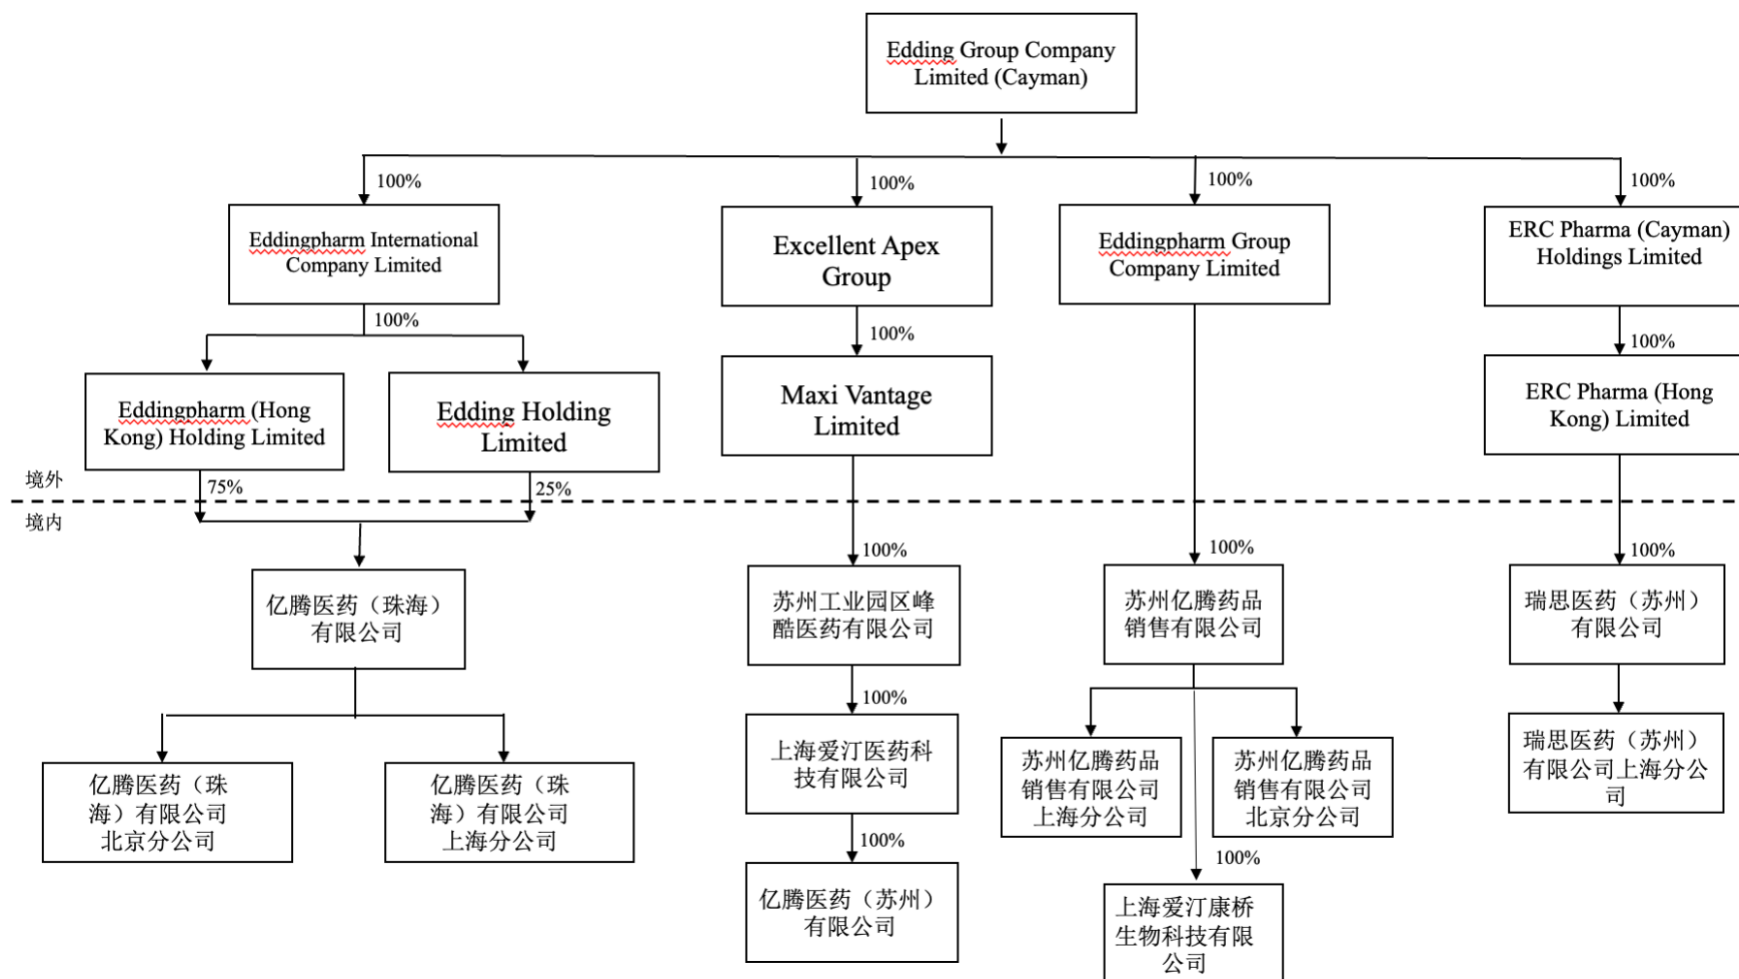 Edding Group Company
Limited (Cayman)
100%
100%
100%
100%
Eddingpharm International
Company Limited
Excellent Apex
Group
Eddingpharm Group
Company Limited
ERC Pharma (Cayman)
Holdings Limited
100%
100%
100%
Eddingpharm (Hong
Kong) Holding Limited
Edding Holding
Limited
Maxi Vantage
Limited
ERC Pharma (Hong
Kong) Limited
境外
75%
25%
境内
100%
100%
100%
亿腾医药（珠海）
有限公司
苏州工业园区峰
酷医药有限公司
苏州亿腾药品
销售有限公司
瑞思医药（苏州）
有限公司
100%
亿腾医药（珠
海）有限公司
北京分公司
亿腾医药（珠
海）有限公司
上海分公司
上海爱汀医药科
技有限公司
苏州亿腾药品
销售有限公司
上海分公司
苏州亿腾药品
销售有限公司
北京分公司
瑞思医药（苏州）
有限公司上海分公
司
100%
100%
亿腾医药（苏州）
有限公司
上海爱汀康桥
生物科技有限
公司